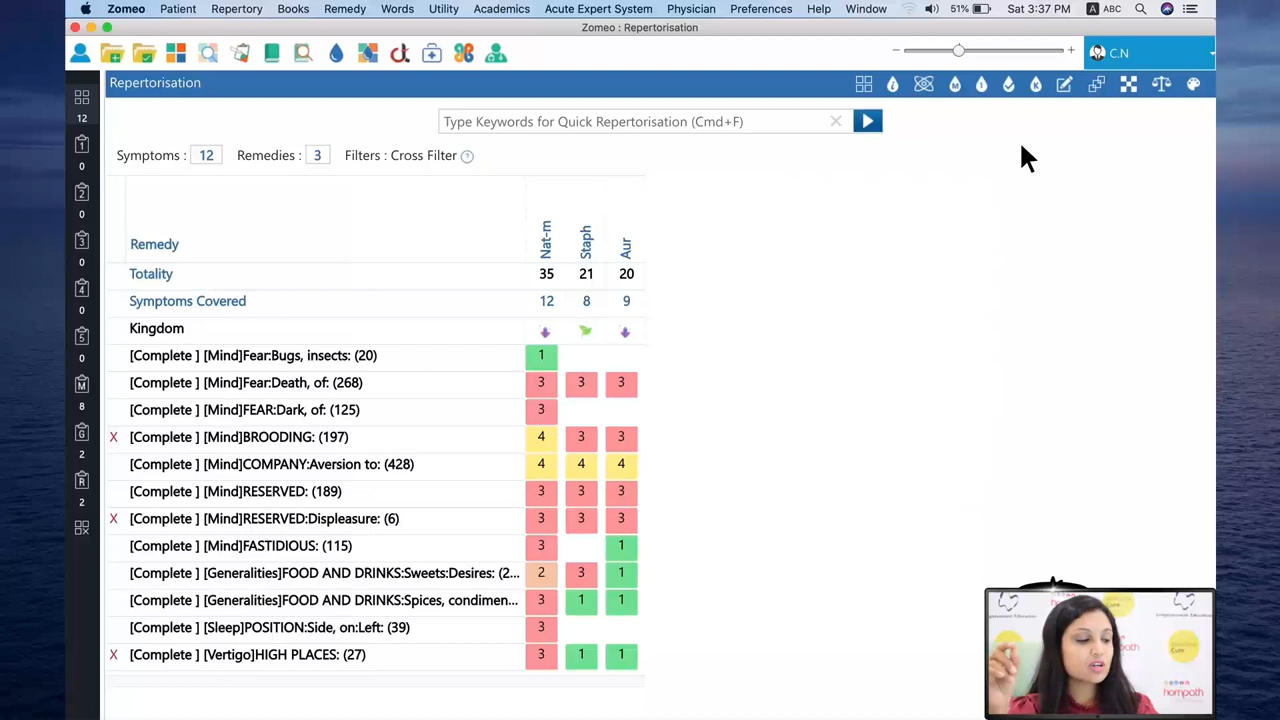 Zomeo Patient Repertory Books Remedy Words Utility Academics Acute Expert System Physician Preferences Help Window 51% Sat 3:37 PM A ABC
Zomeo : Repertorisation
C.N
Repertorisation
Type Keywords for Quick Repertorisation (Cmd+F)
Symptoms : 12 Remedies : 3 Filters : Cross Filter ?
Remedy Nat-m Staph Aur
Totality 35 21 20
Symptoms Covered 12 8 9
Kingdom
[Complete ] [Mind]Fear:Bugs, insects: (20) 1
[Complete ] [Mind]Fear:Death, of: (268) 3 3 3
[Complete ] [Mind]FEAR:Dark, of: (125) 3
X [Complete ] [Mind]BROODING: (197) 4 3 3
[Complete ] [Mind]COMPANY:Aversion to: (428) 4 4 4
[Complete ] [Mind]RESERVED: (189) 3 3 3
X [Complete ] [Mind]RESERVED:Displeasure: (6) 3 3 3
[Complete ] [Mind]FASTIDIOUS: (115) 3 1
[Complete ] [Generalities]FOOD AND DRINKS:Sweets:Desires: (2... 2 3 1
[Complete ] [Generalities]FOOD AND DRINKS:Spices, condimen... 3 1 1
[Complete ] [Sleep]POSITION:Side, on:Left: (39) 3
X [Complete ] [Vertigo]HIGH PLACES: (27) 3 1 1
12
1
0
2
0
3
0
4
0
5
0
M
8
G
2
R
2
hompath